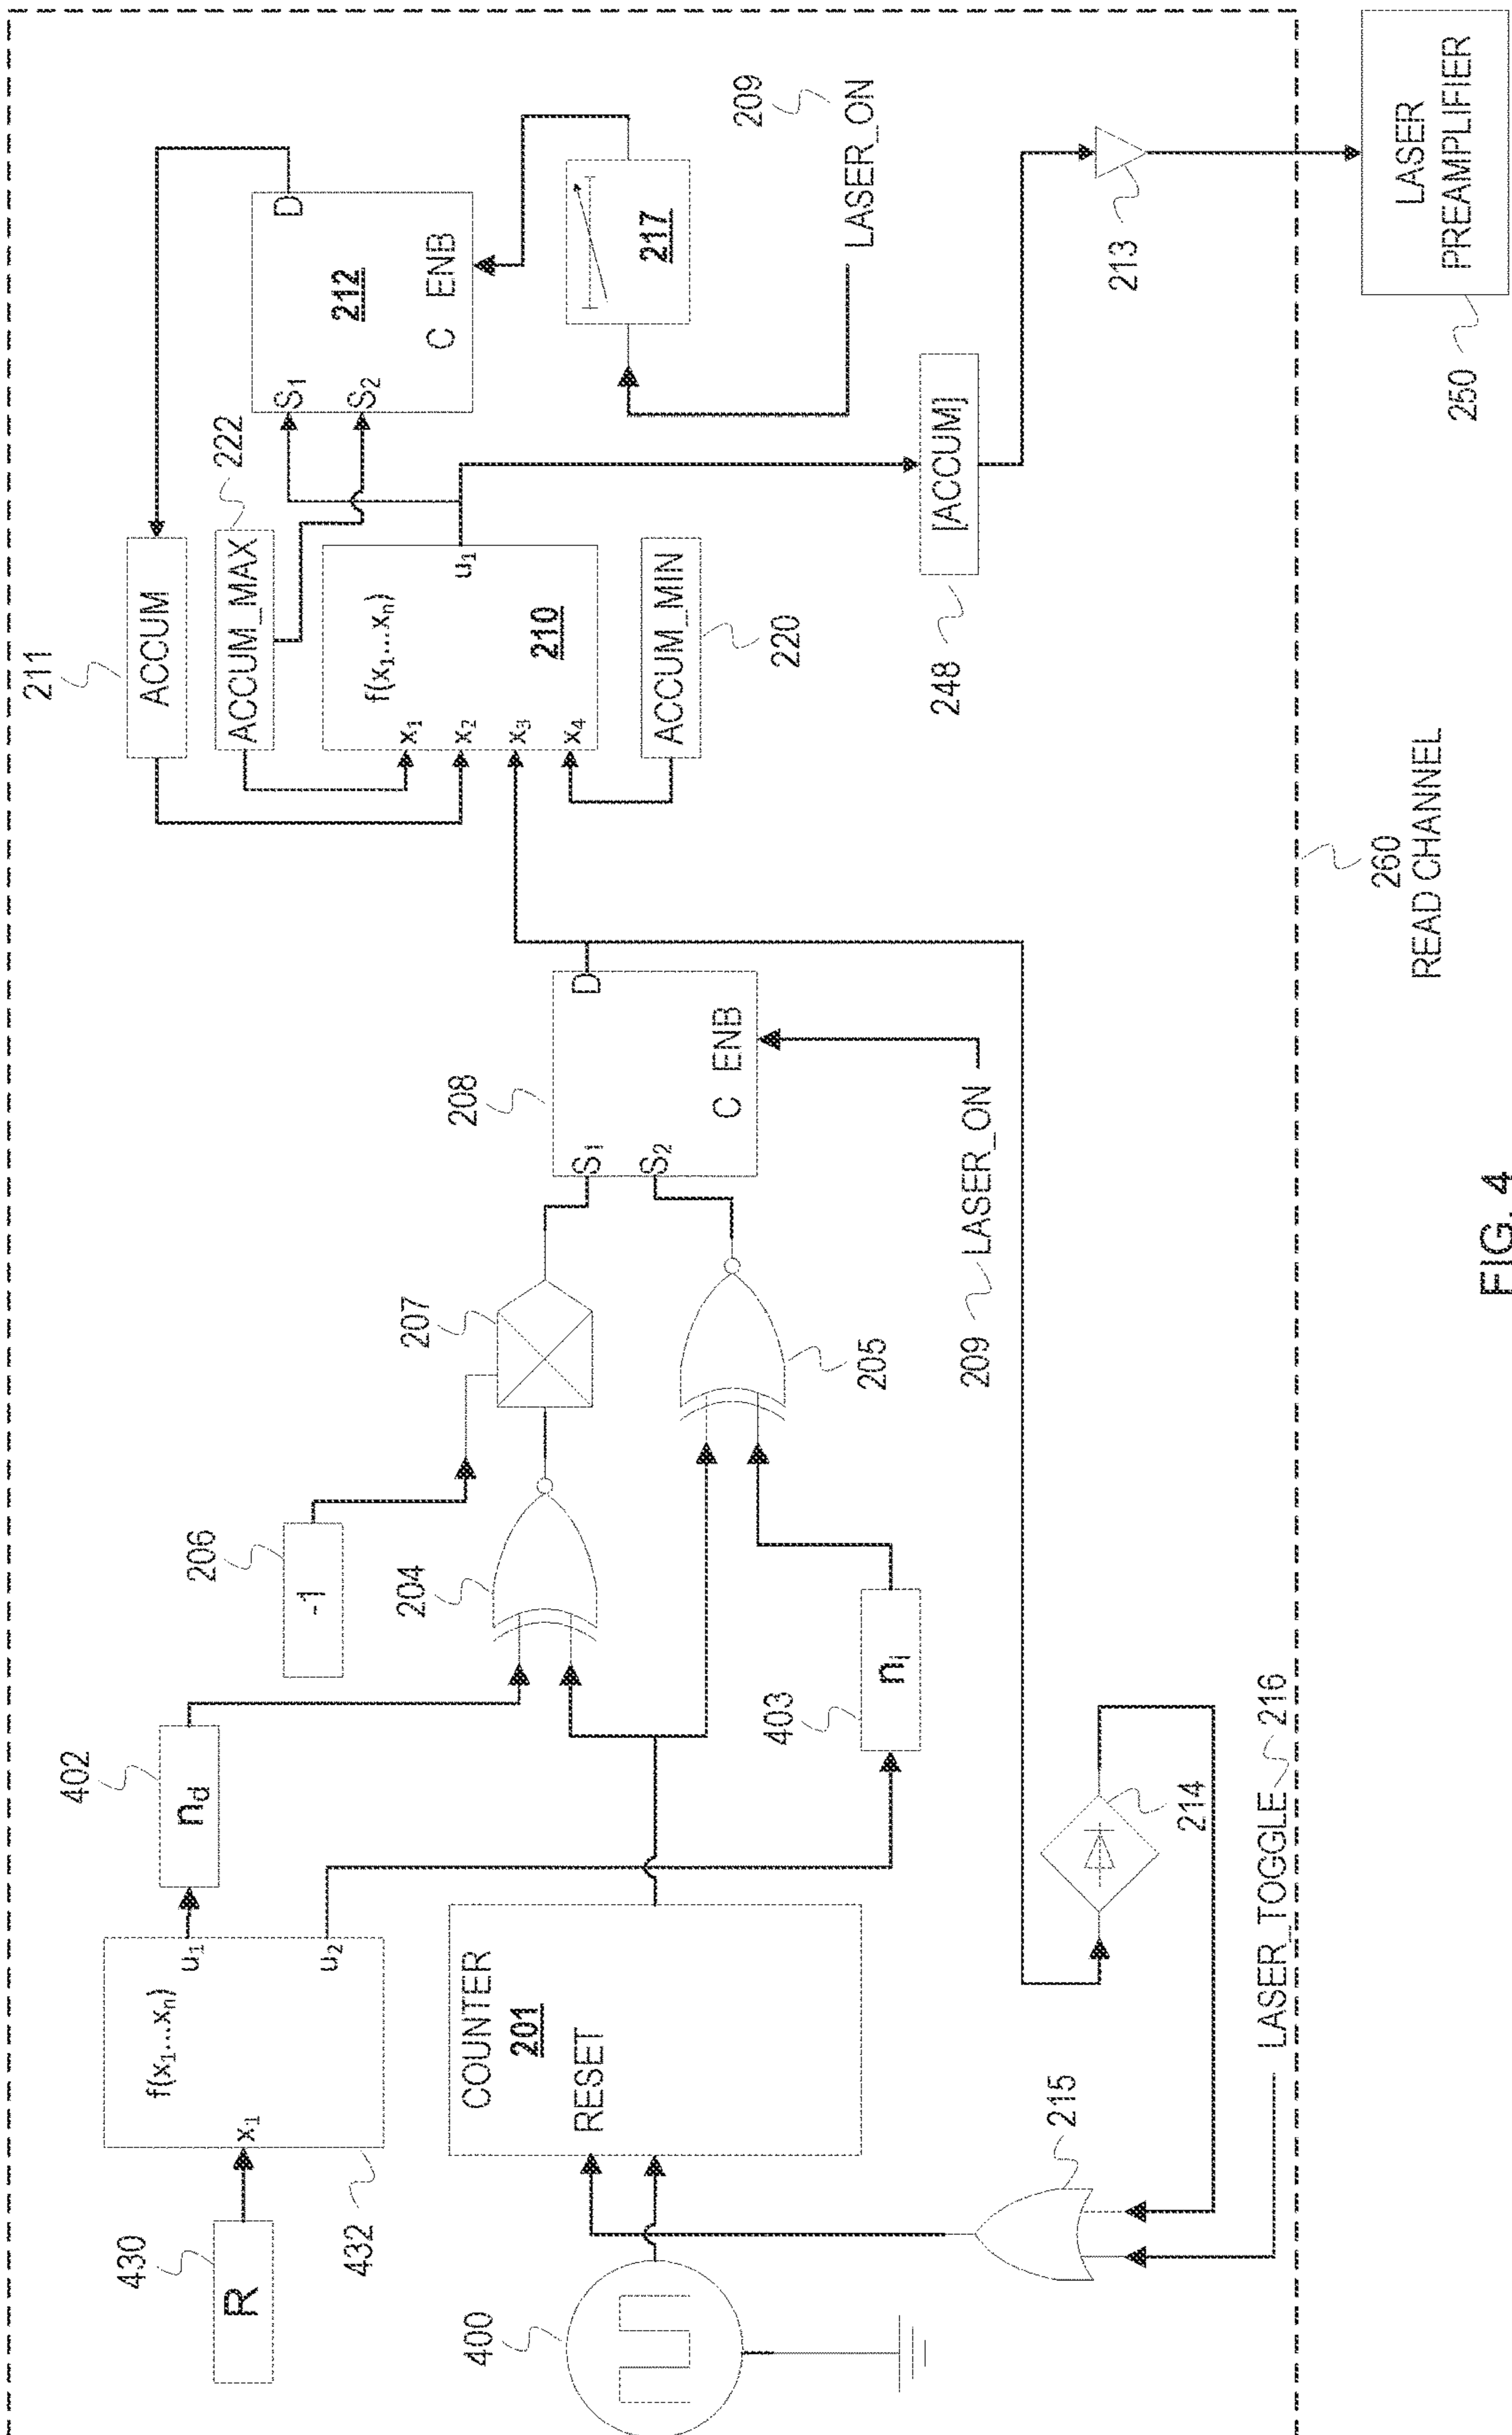 430
R
432
x₁
f(x₁...xₙ)
u₁
u₂
402
n_d
206
-1
204
207
400
COUNTER
201
RESET
403
nᵢ
205
208
S₁
S₂
D
C ENB
209 LASER_ON
215
214
LASER_TOGGLE 216
211
ACCUM
222
ACCUM_MAX
f(x₁...xₙ)
x₁
x₂
x₃
x₄
210
u₁
ACCUM_MIN
220
S₁
S₂
212
D
C ENB
217
209
LASER_ON
248
[ACCUM]
213
260
READ CHANNEL
250
LASER
PREAMPLIFIER
FIG. 4